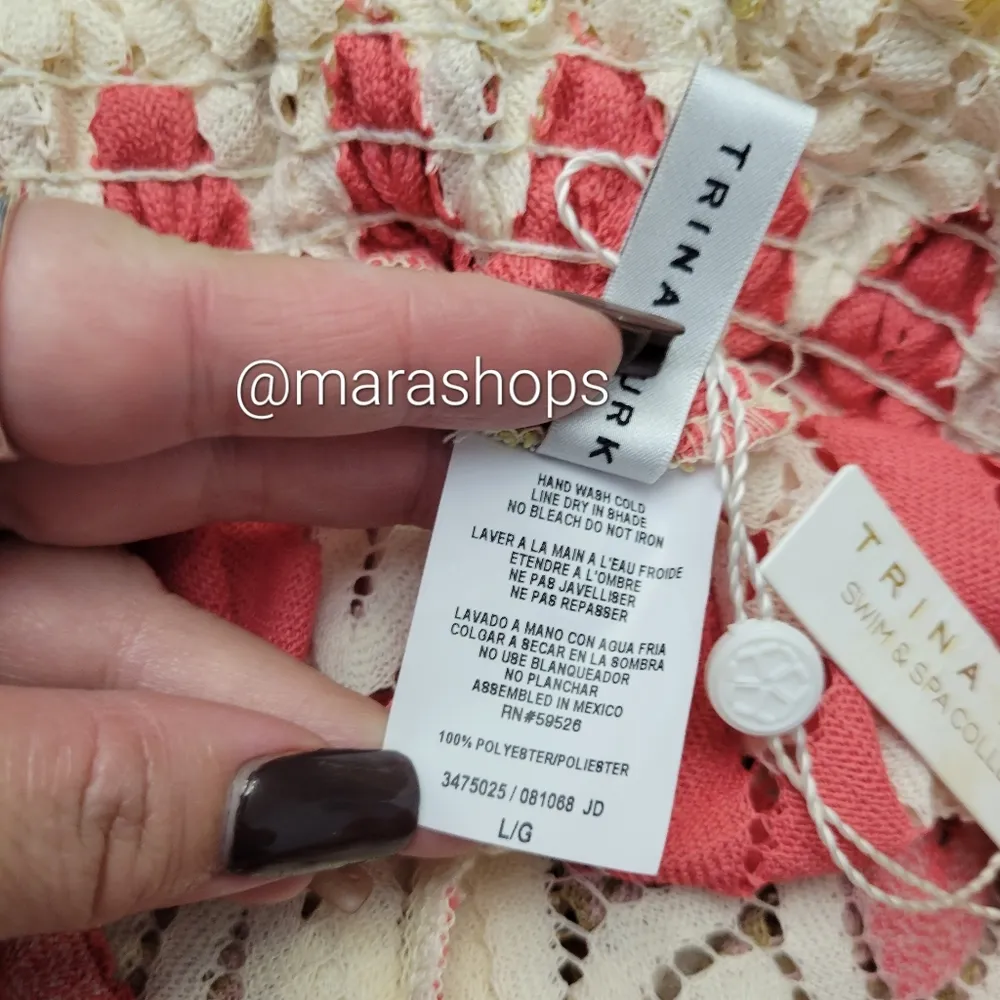 TRINA URK
@marashops
HAND WASH COLD
LINE DRY IN SHADE
NO BLEACH DO NOT IRON
LAVER A LA MAIN A L'EAU FROIDE
ETENDRE A L'OMBRE
NE PAS JAVELLISER
NE PAS REPASSER
LAVADO A MANO CON AGUA FRIA
COLGAR A SECAR EN LA SOMBRA
NO USE BLANQUEADOR
NO PLANCHAR
ASSEMBLED IN MEXICO
RN#59526
100% POLYESTER/POLIESTER
3475025 / 081068 JD
L/G
TRINA
SWIM & SPA COLL